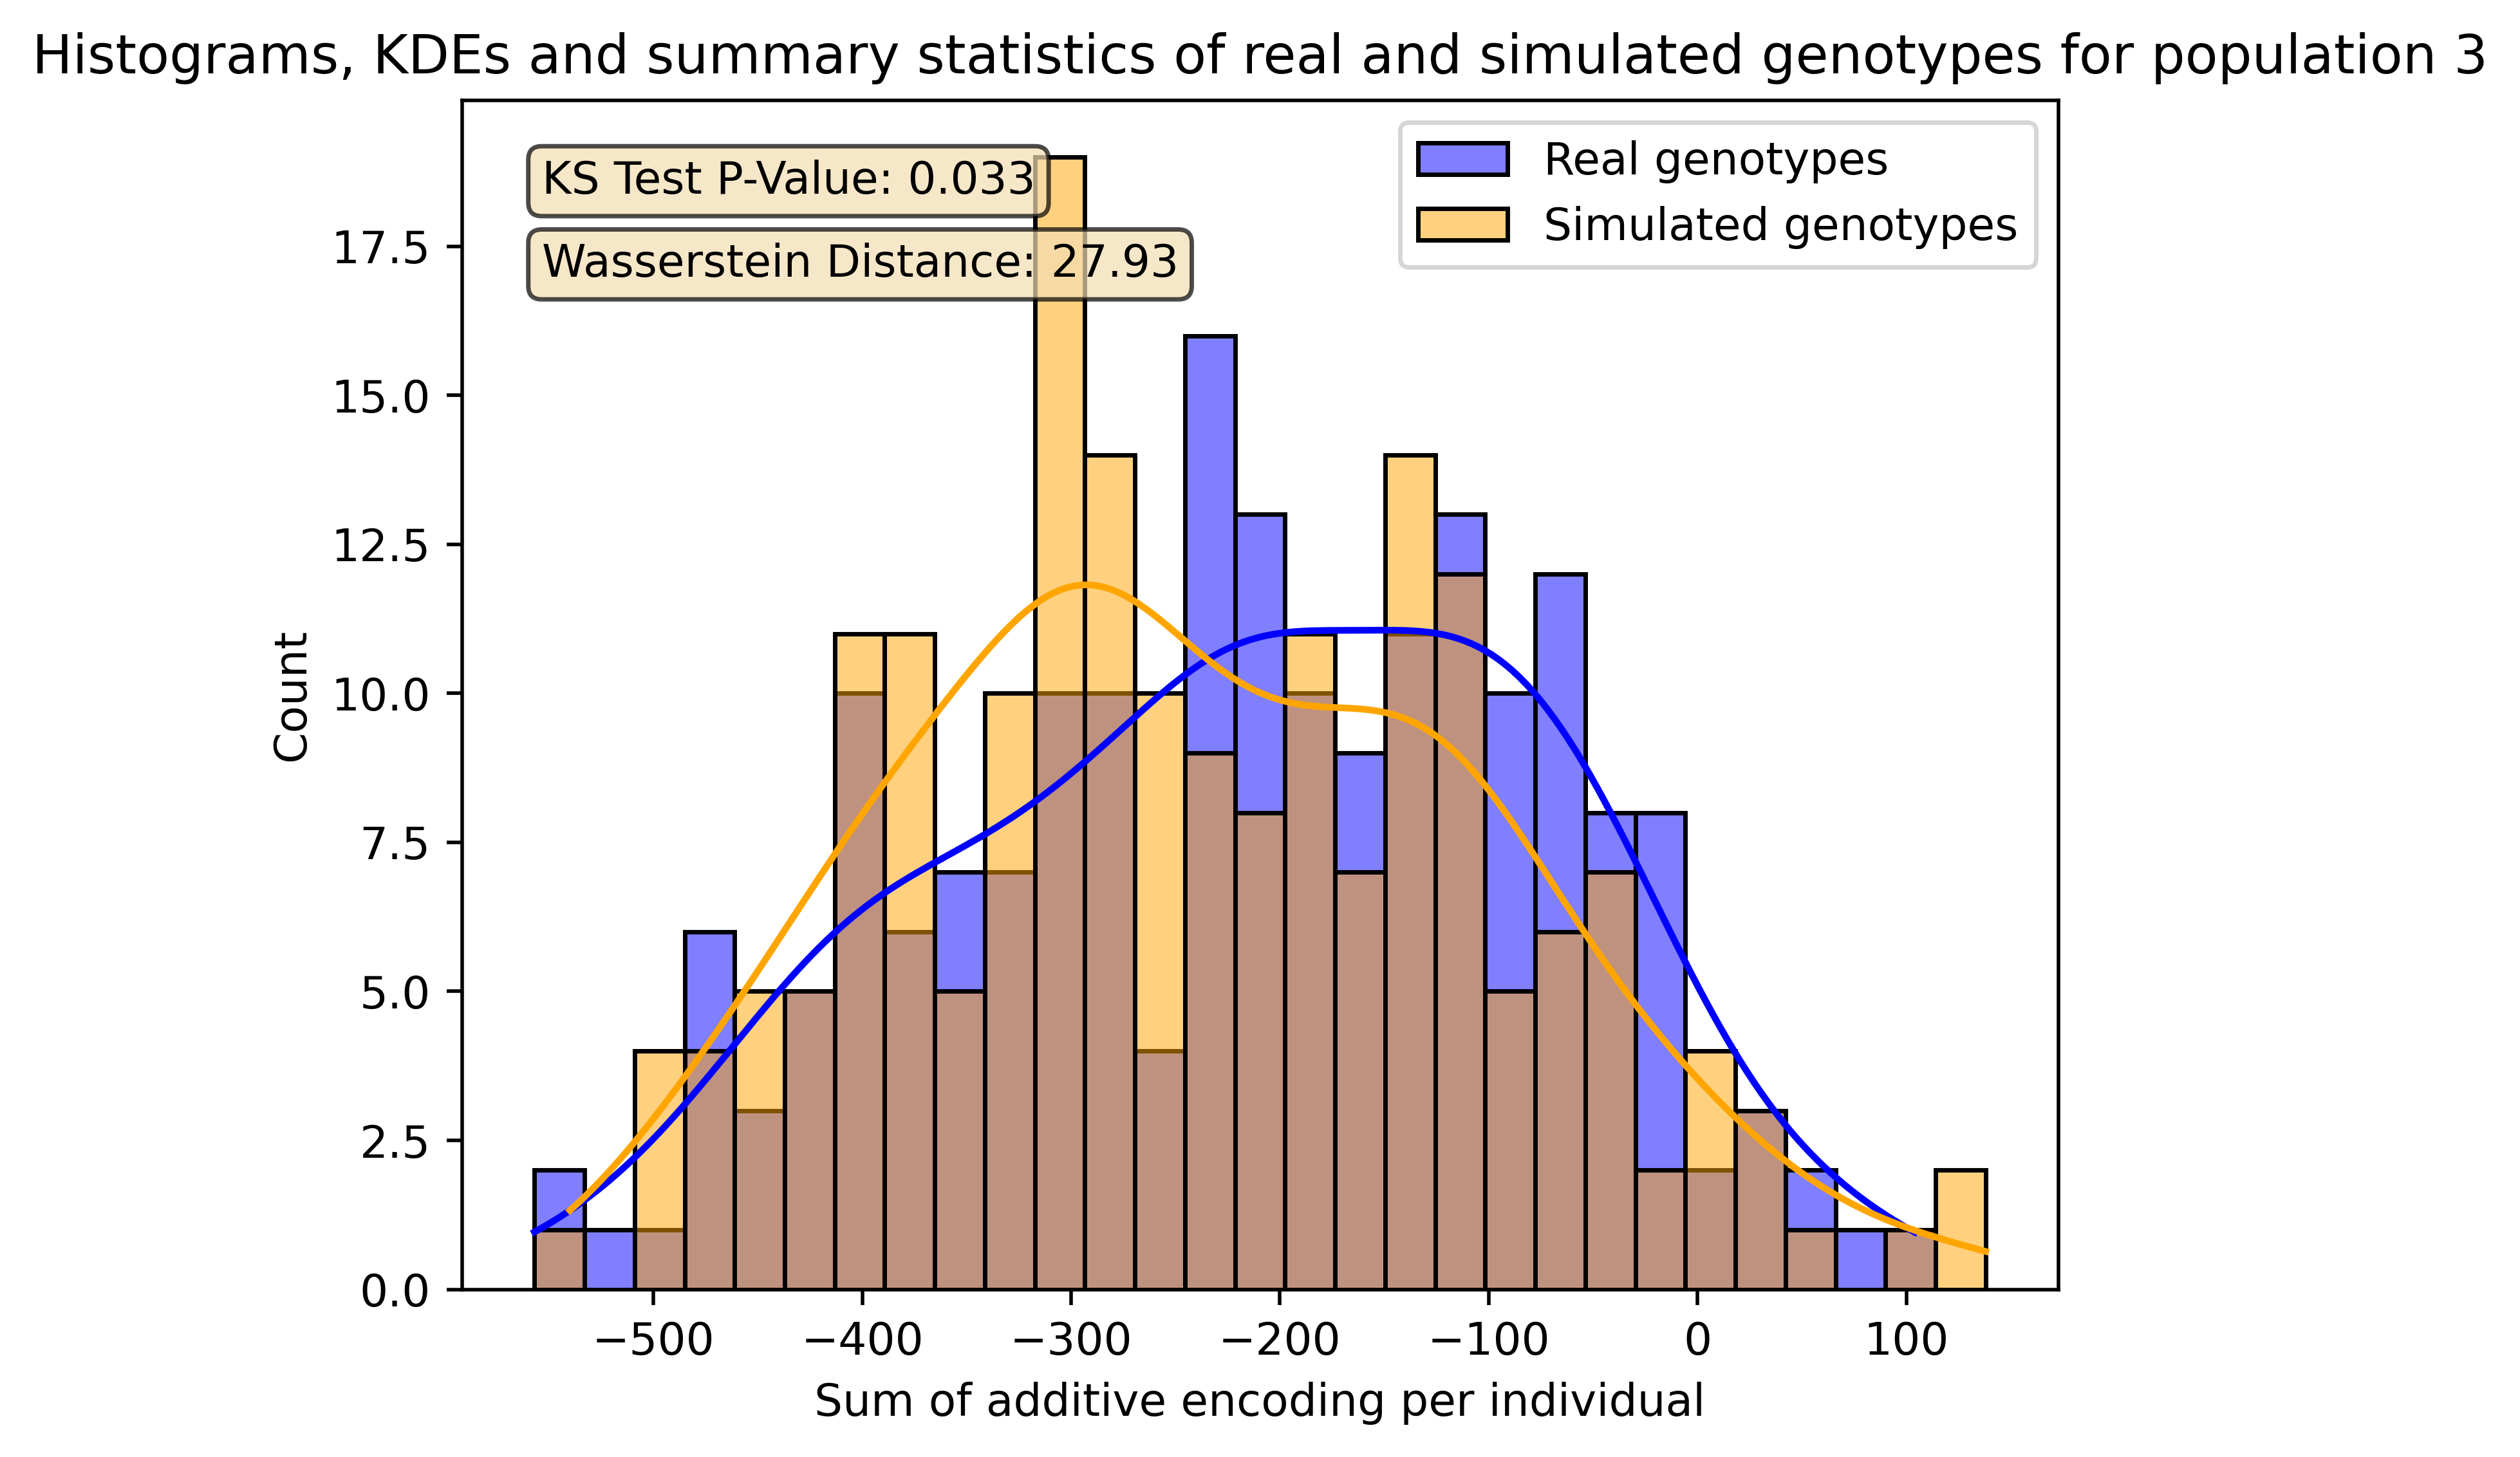 Histograms, KDEs and summary statistics of real and simulated genotypes for population 3
KS Test P-Value: 0.033
Wasserstein Distance: 27.93
Real genotypes
Simulated genotypes
17.5
15.0
12.5
10.0
7.5
5.0
2.5
0.0
Count
−500 −400 −300 −200 −100 0 100
Sum of additive encoding per individual